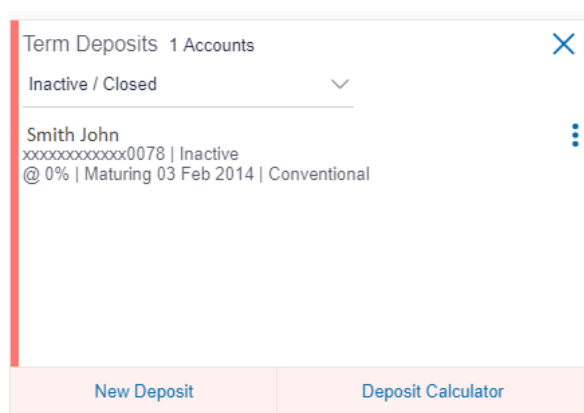 Term Deposits 1 Accounts
Inactive / Closed
Smith John
xxxxxxxxxxxx0078 | Inactive
@ 0% | Maturing 03 Feb 2014 | Conventional
New Deposit
Deposit Calculator